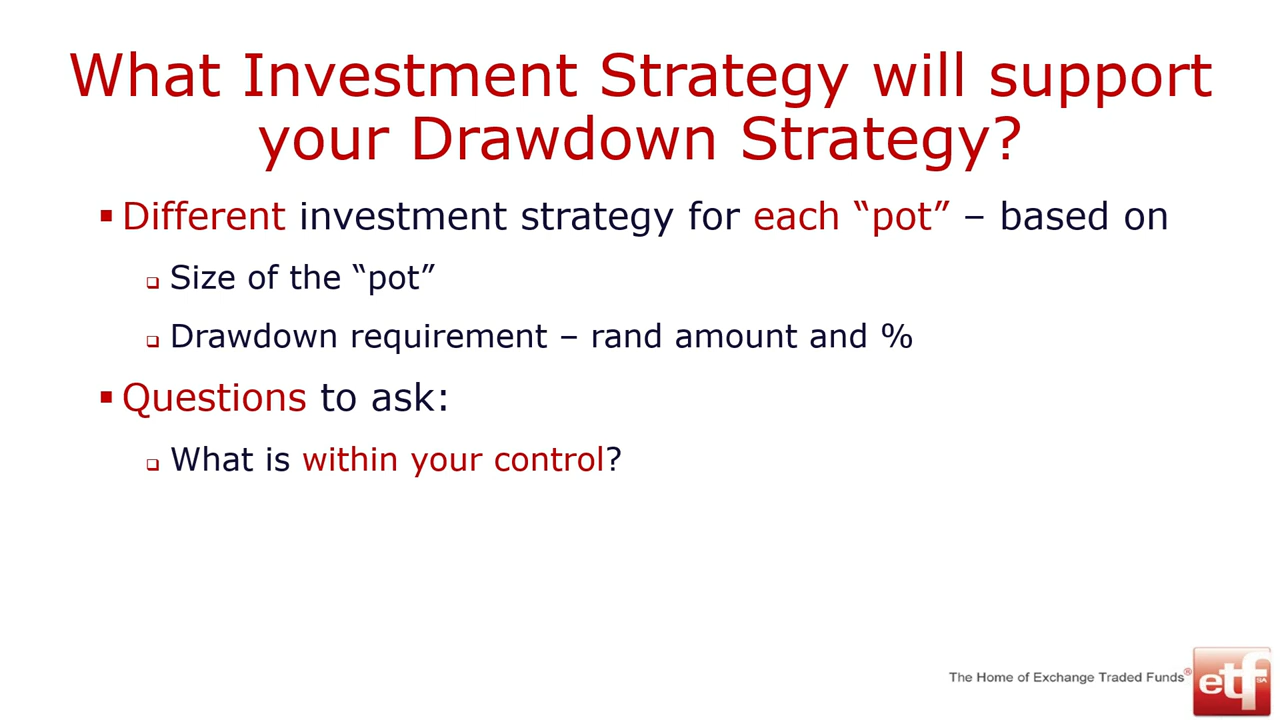 What Investment Strategy will support
your Drawdown Strategy?
Different investment strategy for each “pot” – based on
Size of the “pot”
Drawdown requirement – rand amount and %
Questions to ask:
What is within your control?
The Home of Exchange Traded Funds®
etf
SA